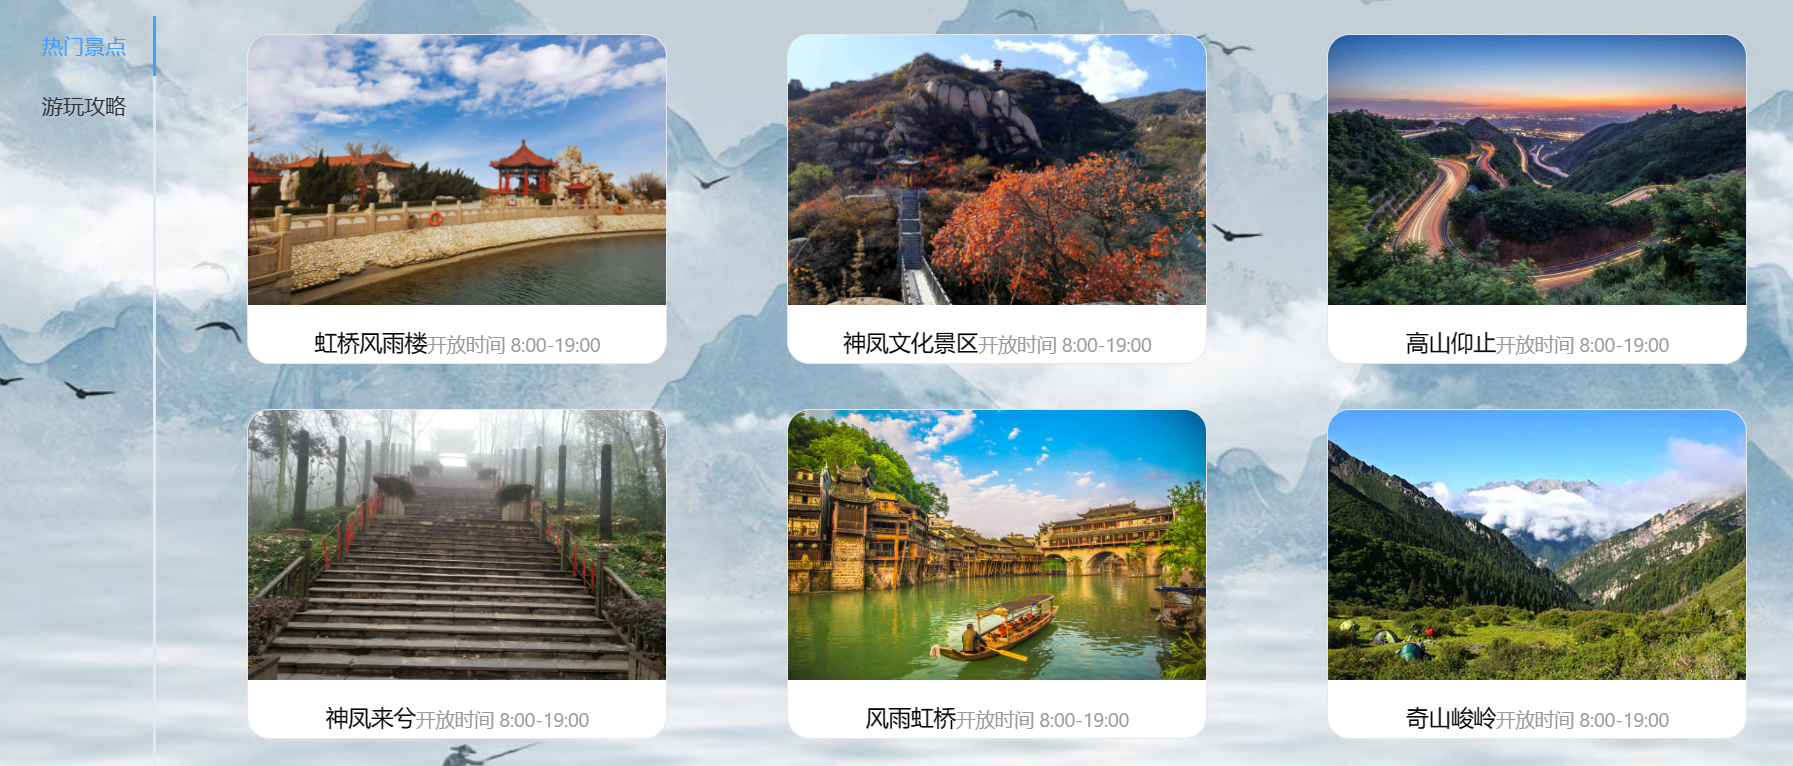 热门景点
游玩攻略
虹桥风雨楼开放时间 8:00-19:00
神凤文化景区开放时间 8:00-19:00
高山仰止开放时间 8:00-19:00
神凤来兮开放时间 8:00-19:00
风雨虹桥开放时间 8:00-19:00
奇山峻岭开放时间 8:00-19:00